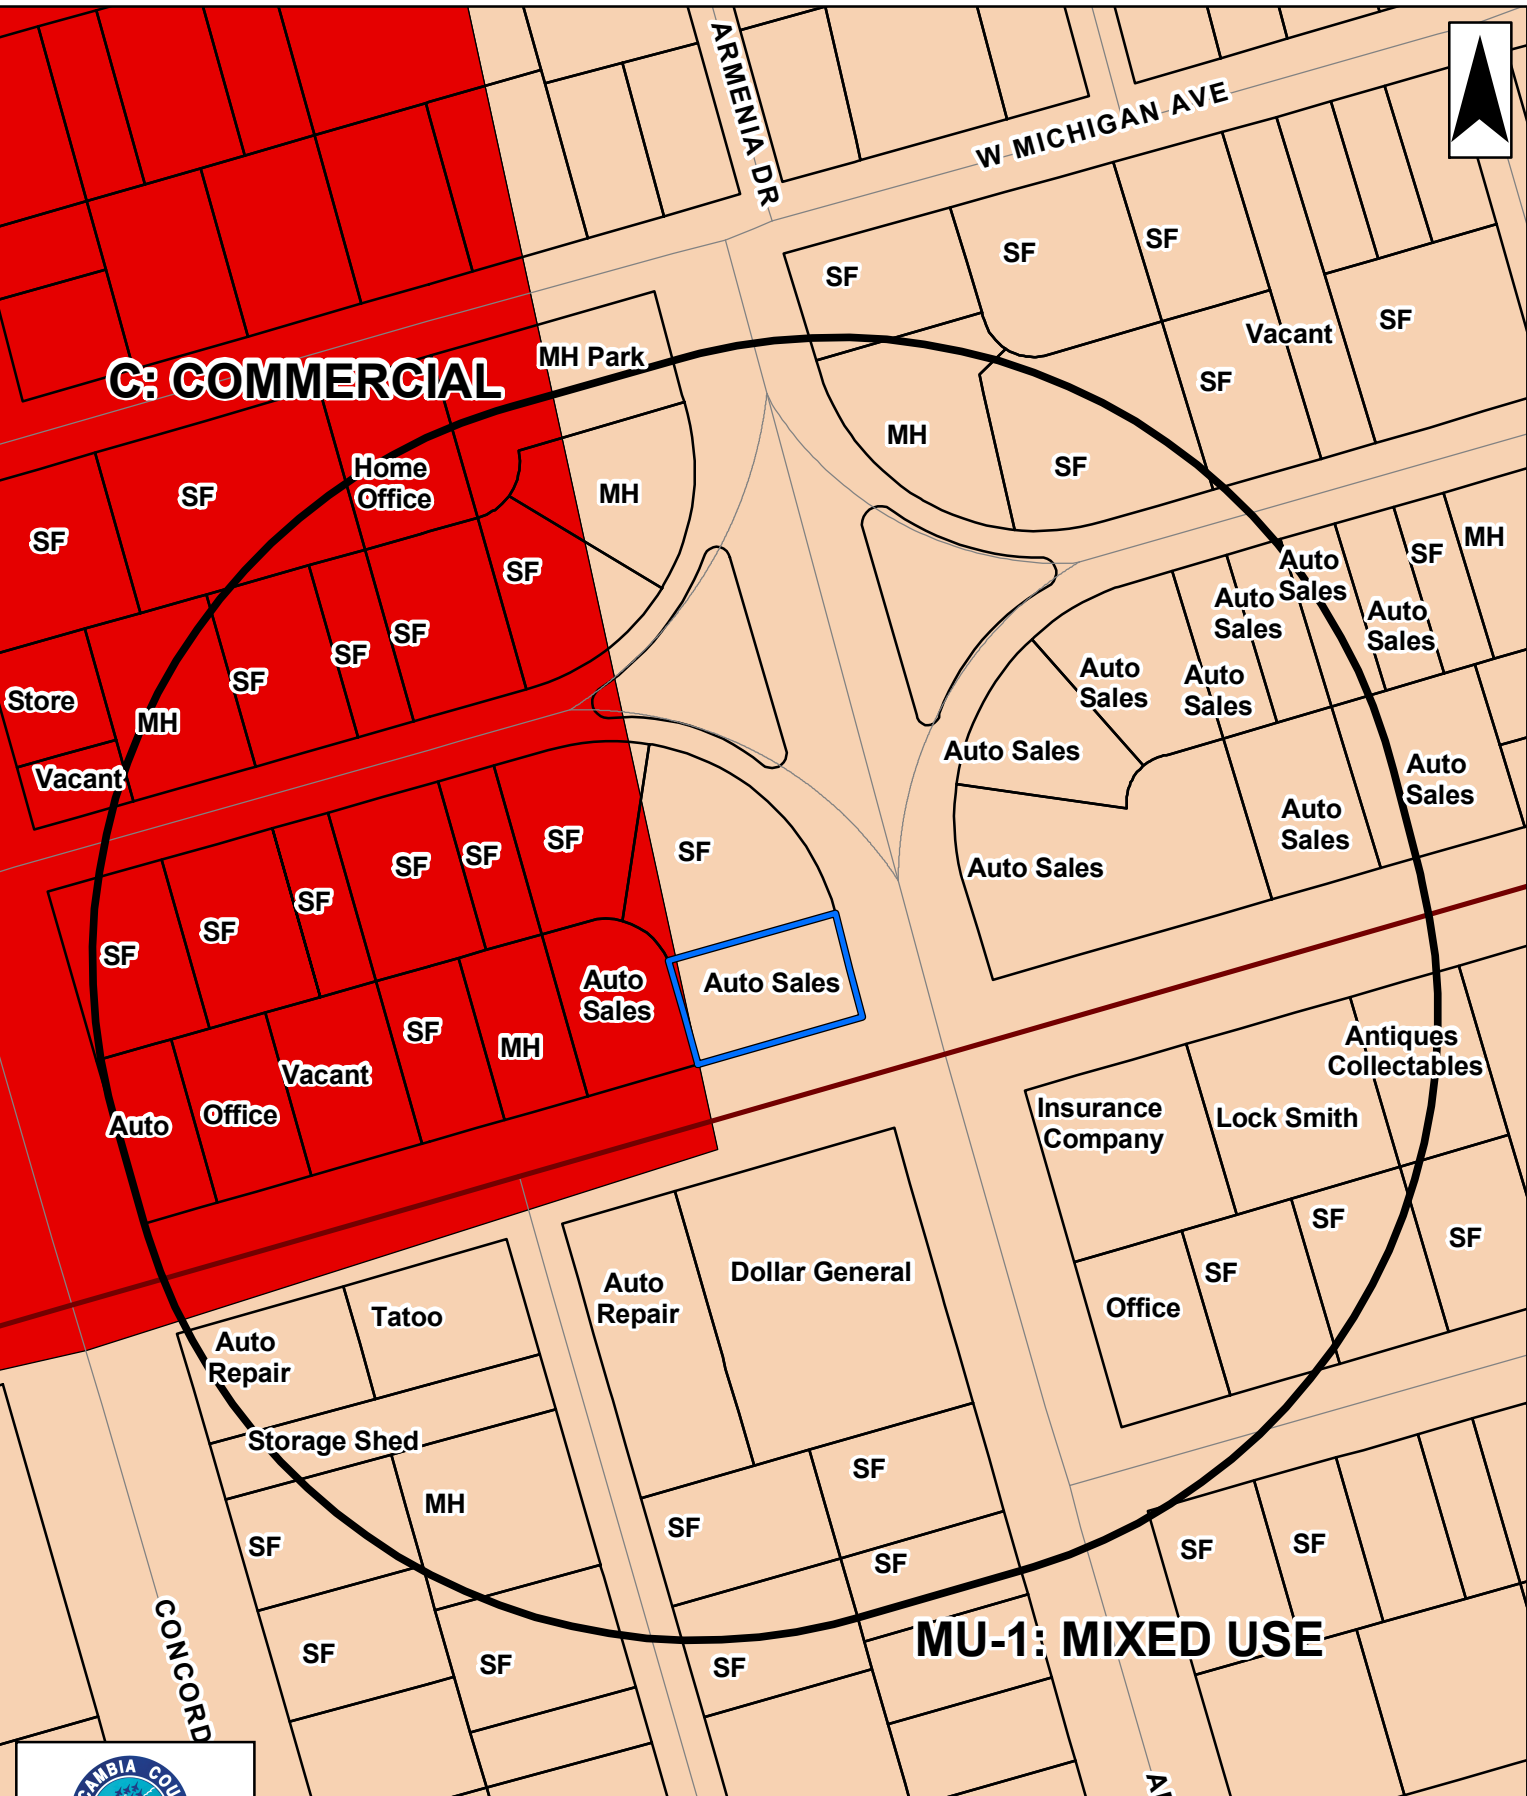 ARMENIA DR
W MICHIGAN AVE
SF
SF
SF
SF
Vacant
SF
SF
MH Park
C: COMMERCIAL
MH
SF
Home
Office
MH
SF
SF
SF
SF
SF
SF
MH
Store
Vacant
Auto
Sales
Auto
Sales
Auto
Sales
SF
MH
Auto
Sales
Auto
Sales
Auto Sales
Auto
Sales
Auto
Sales
Auto Sales
SF
SF
SF
SF
SF
SF
SF
Auto
Sales
Auto Sales
SF
MH
Vacant
Office
Auto
Antiques
Collectables
Insurance
Company
Lock Smith
SF
SF
SF
Office
Dollar General
Auto
Repair
Tatoo
Auto
Repair
Storage Shed
MH
SF
SF
SF
SF
SF
SF
SF
SF
SF
MU-1: MIXED USE
CONCORD